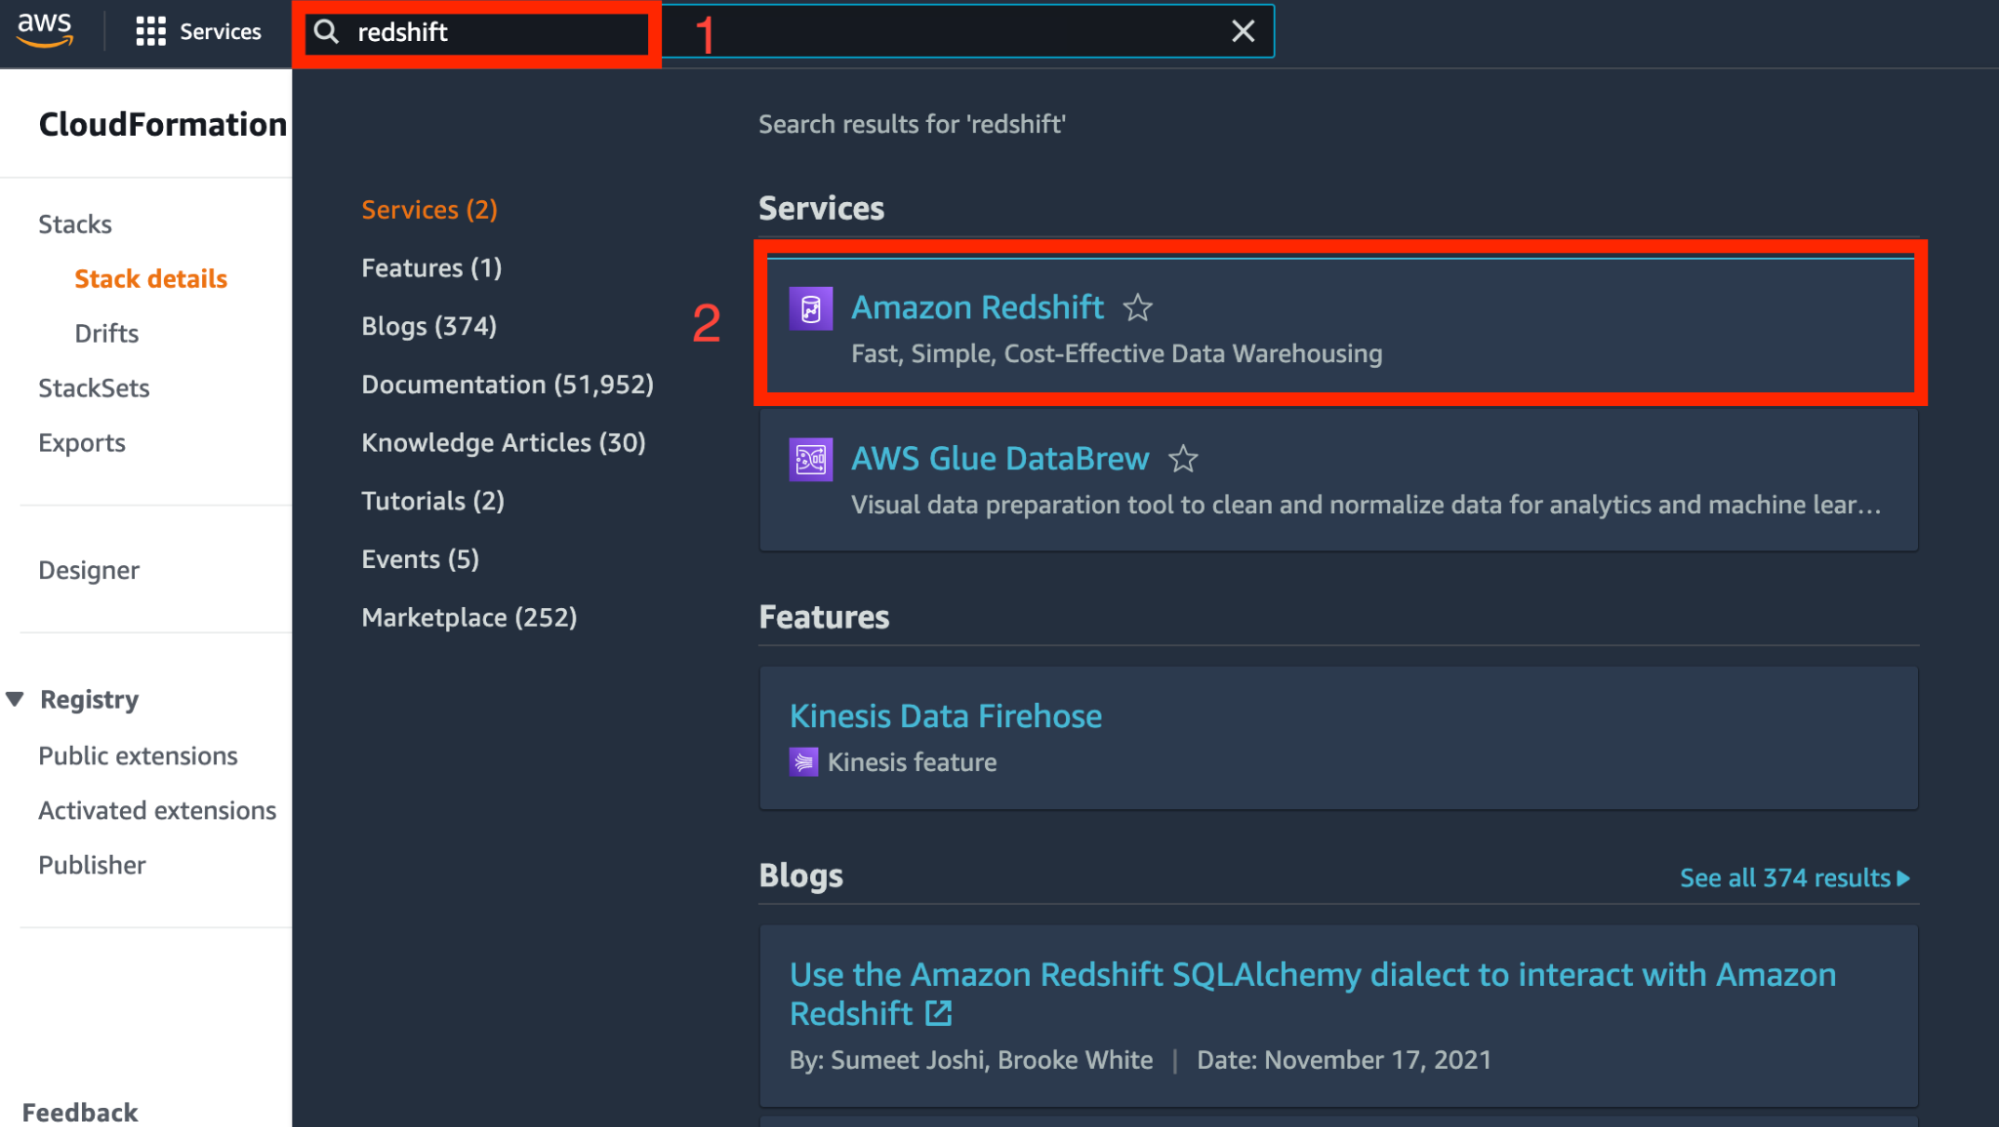 aws
Services
redshift
1
CloudFormation
Stacks
Stack details
Drifts
StackSets
Exports
Designer
Registry
Public extensions
Activated extensions
Publisher
Feedback
Services (2)
Features (1)
Blogs (374)
Documentation (51,952)
Knowledge Articles (30)
Tutorials (2)
Events (5)
Marketplace (252)
Search results for 'redshift'
Services
2
Amazon Redshift
Fast, Simple, Cost-Effective Data Warehousing
AWS Glue DataBrew
Visual data preparation tool to clean and normalize data for analytics and machine lear...
Features
Kinesis Data Firehose
Kinesis feature
Blogs
See all 374 results
Use the Amazon Redshift SQLAlchemy dialect to interact with Amazon
Redshift
By: Sumeet Joshi, Brooke White | Date: November 17, 2021